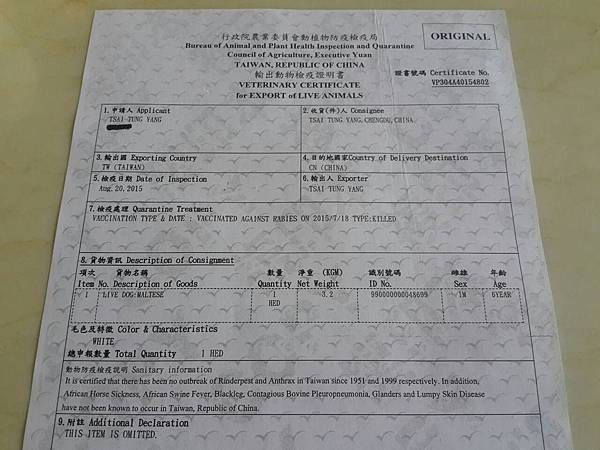 行政院農業委員會動植物防疫檢疫局
Bureau of Animal and Plant Health Inspection and Quarantine
Council of Agriculture, Executive Yuan
TAIWAN, REPUBLIC OF CHINA
輸出動物檢疫證明書
VETERINARY CERTIFICATE
for EXPORT of LIVE ANIMALS
ORIGINAL
證書號碼 Certificate No.
VP304A40154802
1.申請人 Applicant
TSAI TUNG YANG
2.收貨(件)人 Consignee
TSAI TUNG YANG,CHENGDU,CHINA
3.輸出國 Exporting Country
TW (TAIWAN)
4.目的地國家Country of Delivery Destination
CN (CHINA)
5.檢疫日期 Date of Inspection
Aug. 20, 2015
6.輸出人 Exporter
TSAI TUNG YANG
7.檢疫處理 Quarantine Treatment
VACCINATION TYPE & DATE : VACCINATED AGAINST RABIES ON 2015/7/18 TYPE:KILLED
8.貨物資訊 Description of Consignment
項次 貨物名稱 數量 淨重 (KGM) 識別號碼 雌雄 年齡
Item No. Description of Goods Quantity Net Weight ID No. Sex Age
1 LIVE DOG:MALTESE 1 3.2 990000000048699 1M 6YEAR
HED
毛色及特徵 Color & Characteristics
WHITE
總申報數量 Total Quantity 1 HED
動物防疫檢疫說明 Sanitary information
It is certified that there has been no outbreak of Rinderpest and Anthrax in Taiwan since 1951 and 1999 respectively. In addition,
African Horse Sickness, African Swine Fever, Blackleg, Contagious Bovine Pleuropneumonia, Glanders and Lumpy Skin Disease
have not been known to occur in Taiwan, Republic of China.
9.附註 Additional Declaration
THIS ITEM IS OMITTED.